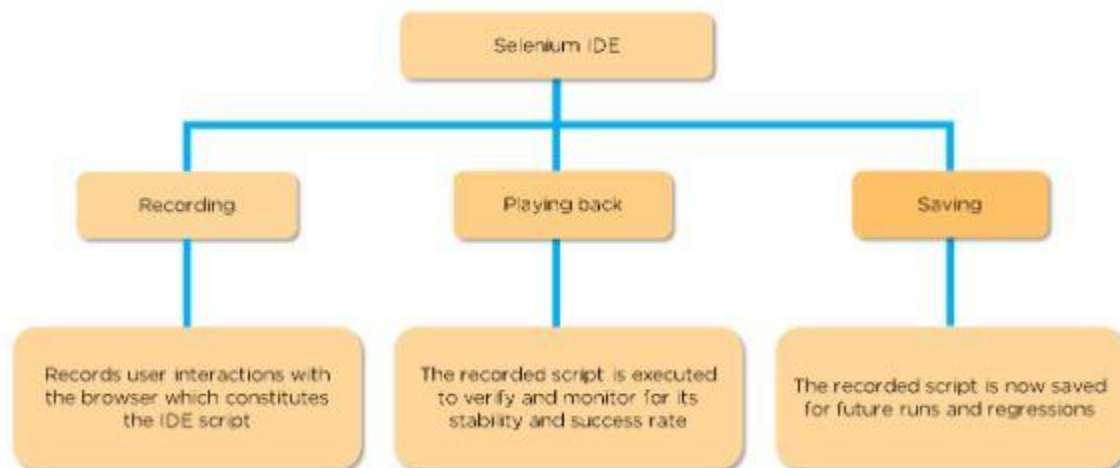 Selenium IDE
Recording
Playing back
Saving
Records user interactions with
the browser which constitutes
the IDE script
The recorded script is executed
to verify and monitor for its
stability and success rate
The recorded script is now saved
for future runs and regressions